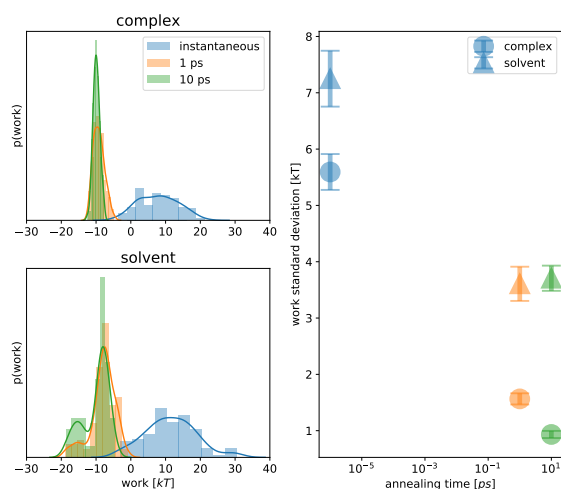 complex
p(work)
instantaneous
1 ps
10 ps
−30 −20 −10 0 10 20 30 40
solvent
p(work)
−30 −20 −10 0 10 20 30 40
work [kT]
complex
solvent
work standard deviation [kT]
8
7
6
5
4
3
2
1
10⁻⁵ 10⁻³ 10⁻¹ 10¹
annealing time [ps]